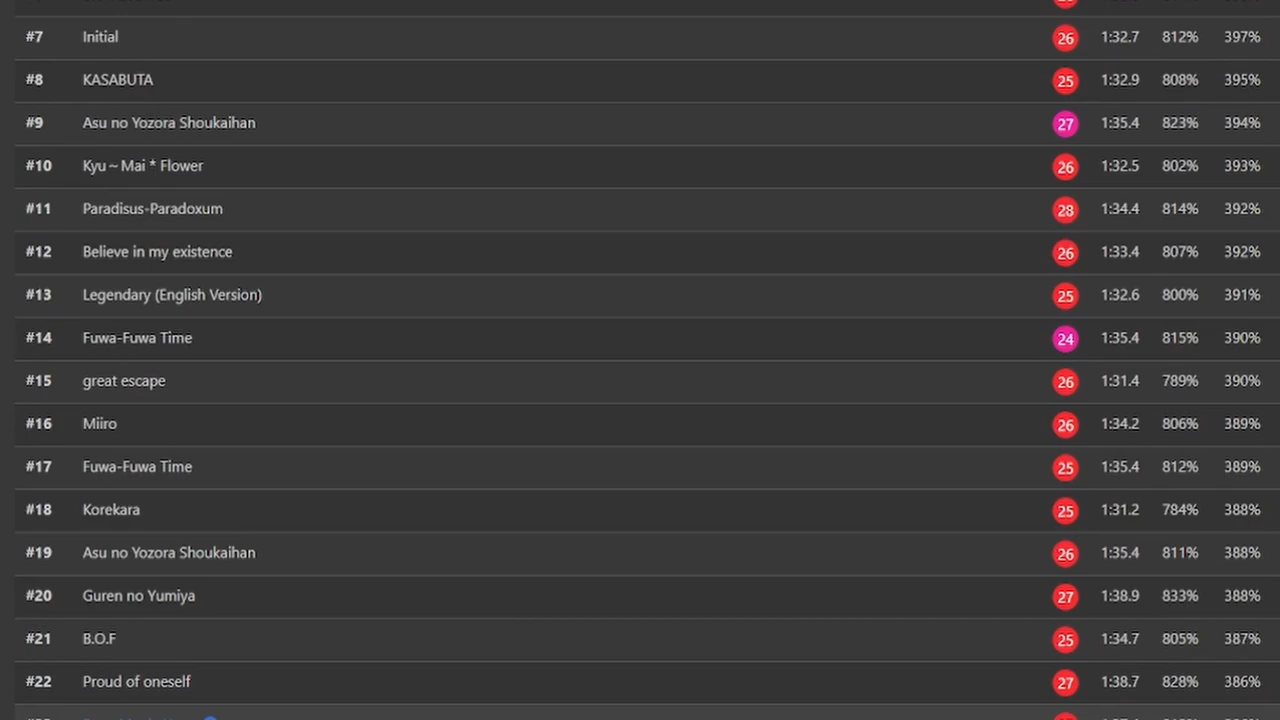 #7 Initial 26 1:32.7 812% 397%
#8 KASABUTA 25 1:32.9 808% 395%
#9 Asu no Yozora Shoukaihan 27 1:35.4 823% 394%
#10 Kyu~Mai * Flower 26 1:32.5 802% 393%
#11 Paradisus-Paradoxum 28 1:34.4 814% 392%
#12 Believe in my existence 26 1:33.4 807% 392%
#13 Legendary (English Version) 25 1:32.6 800% 391%
#14 Fuwa-Fuwa Time 24 1:35.4 815% 390%
#15 great escape 26 1:31.4 789% 390%
#16 Miiro 26 1:34.2 806% 389%
#17 Fuwa-Fuwa Time 25 1:35.4 812% 389%
#18 Korekara 25 1:31.2 784% 388%
#19 Asu no Yozora Shoukaihan 26 1:35.4 811% 388%
#20 Guren no Yumiya 27 1:38.9 833% 388%
#21 B.O.F 25 1:34.7 805% 387%
#22 Proud of oneself 27 1:38.7 828% 386%